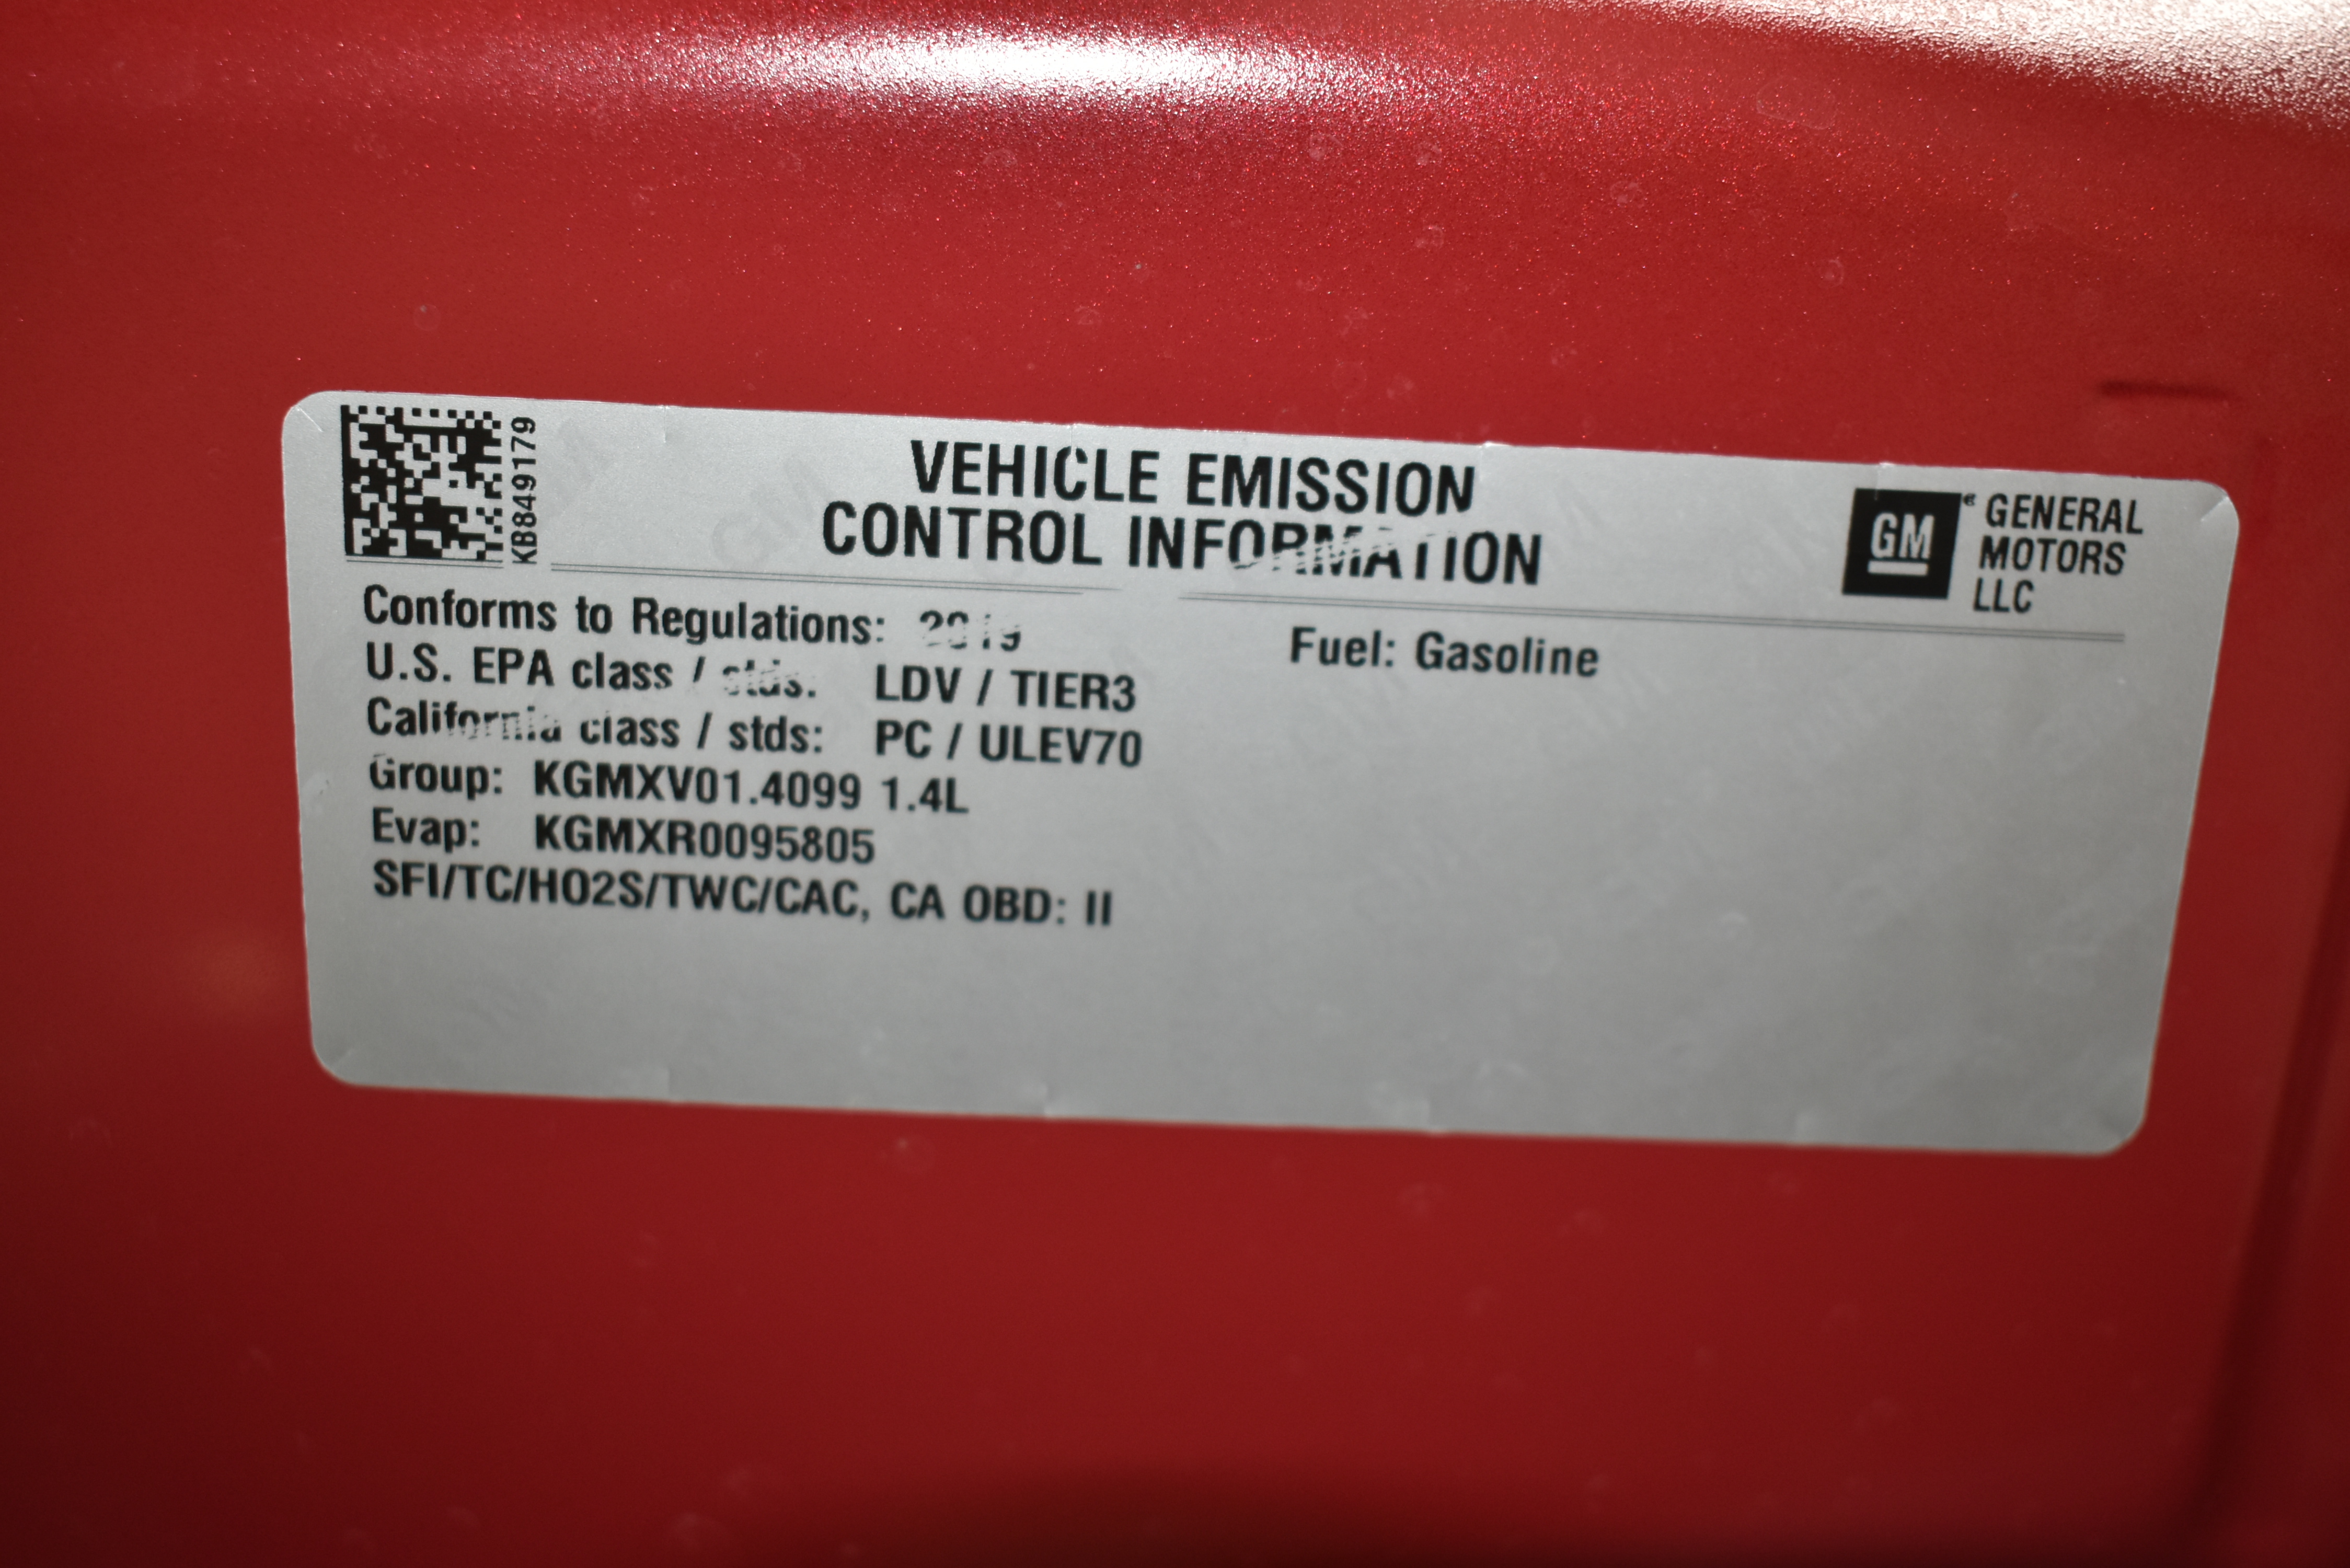 KB849179
VEHICLE EMISSION
CONTROL INFORMATION
GM
GENERAL
MOTORS
LLC
Conforms to Regulations: 2019
Fuel: Gasoline
U.S. EPA class / stds: LDV / TIER3
California class / stds: PC / ULEV70
Group: KGMXV01.4099 1.4L
Evap: KGMXR0095805
SFI/TC/HO2S/TWC/CAC, CA OBD: II